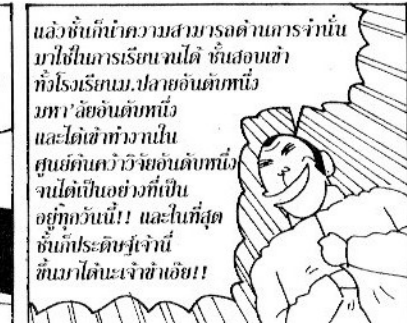 แล้วชั้นก็นำความสามารถด้านการจำนั่น
มาใช้ในการเรียนจนได้ ชั้นสอบเข้า
ทั้งโรงเรียนม.ปลายอันดับหนึ่ง
มหา'ลัยอันดับหนึ่ง
และได้เข้าทำงานใน
ศูนย์ค้นคว้าวิจัยอันดับหนึ่ง
จนได้เป็นอย่างที่เป็น
อยู่ทุกวันนี้!! และในที่สุด
ชั้นก็ประดิษฐ์เจ้านี่
ขึ้นมาได้นะเจ้าข้าเอ๋ย!!